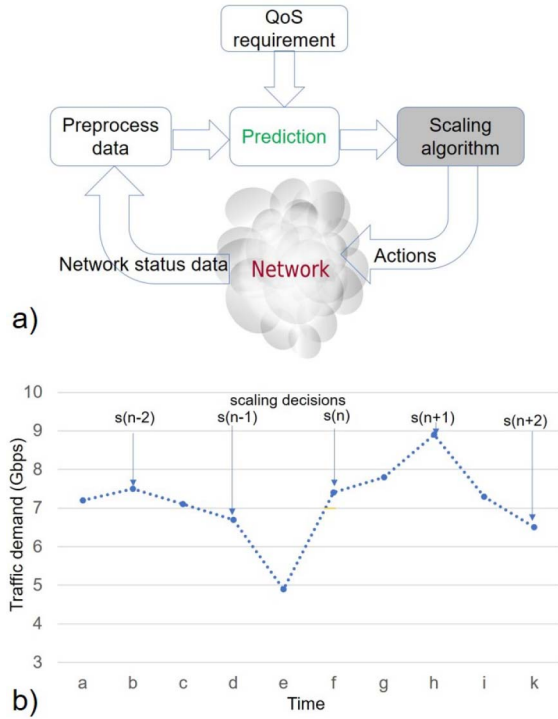 QoS
requirement
Preprocess
data
Prediction
Scaling
algorithm
Network status data
Network
Actions
a)
10
9
8
7
6
5
4
3
Traffic demand (Gbps)
scaling decisions
s(n-2)
s(n-1)
s(n)
s(n+1)
s(n+2)
a b c d e f g h i k
Time
b)